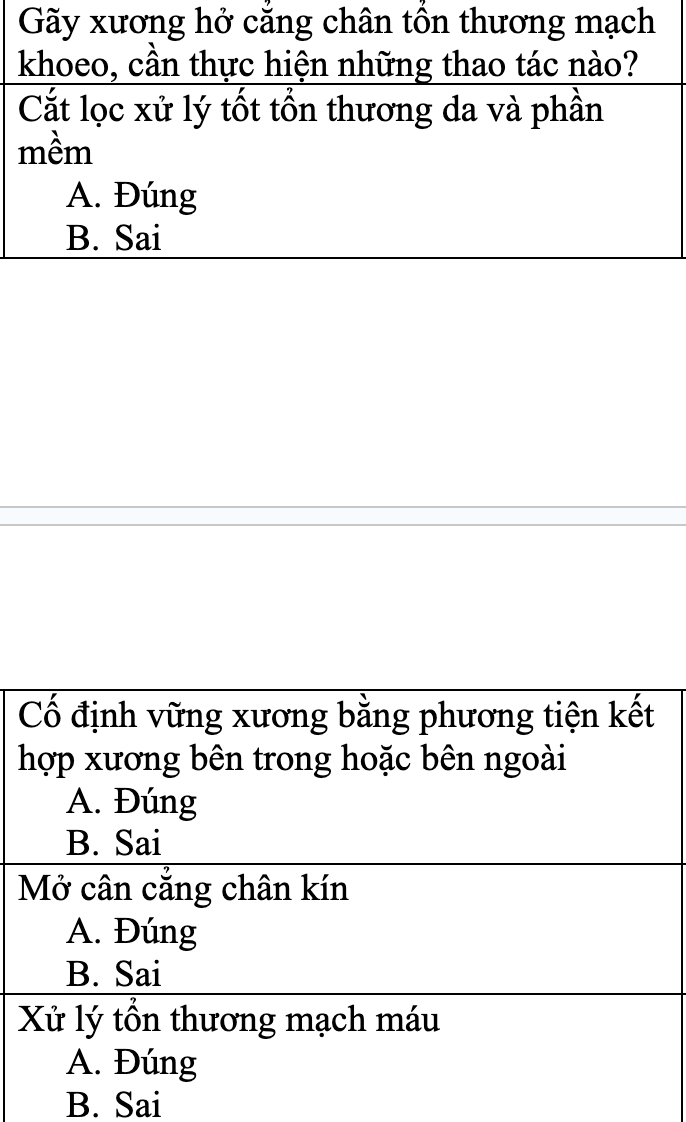 Gãy xương hở cẳng chân tổn thương mạch
khoeo, cần thực hiện những thao tác nào?
Cắt lọc xử lý tốt tổn thương da và phần
mềm
A. Đúng
B. Sai
Cố định vững xương bằng phương tiện kết
hợp xương bên trong hoặc bên ngoài
A. Đúng
B. Sai
Mở cân cẳng chân kín
A. Đúng
B. Sai
Xử lý tổn thương mạch máu
A. Đúng
B. Sai